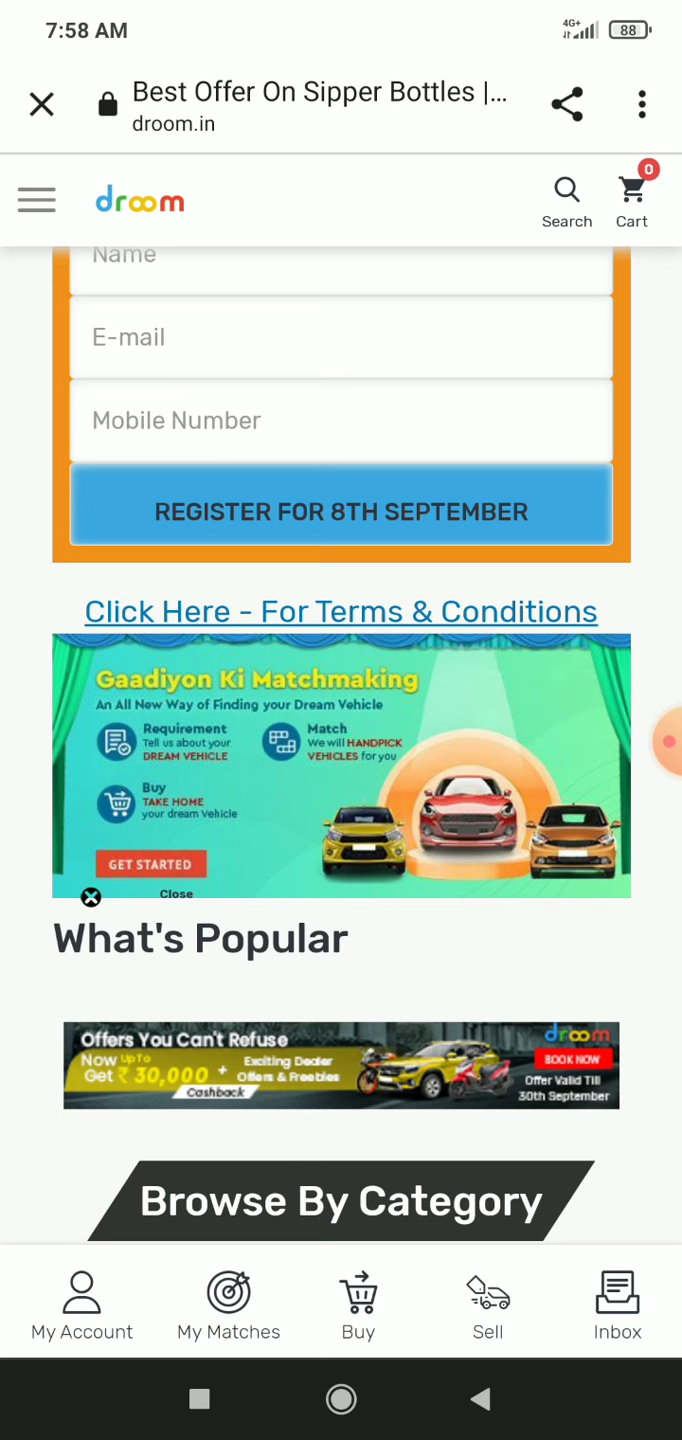 7:58 AM
4G+
88
Best Offer On Sipper Bottles |...
droom.in
droom
0
Search
Cart
Name
E-mail
Mobile Number
REGISTER FOR 8TH SEPTEMBER
Click Here - For Terms & Conditions
Gaadiyon Ki Matchmaking
An All New Way of Finding your Dream Vehicle
Requirement
Tell us about your
DREAM VEHICLE
Match
We will HANDPICK
VEHICLES for you
Buy
TAKE HOME
your dream Vehicle
GET STARTED
Close
What's Popular
droom
Offers You Can't Refuse
Now UpTo
Get ₹ 30,000 +
Cashback
Exciting Dealer
Offers & Freebies
BOOK NOW
Offer Valid Till
30th September
Browse By Category
My Account
My Matches
Buy
Sell
Inbox